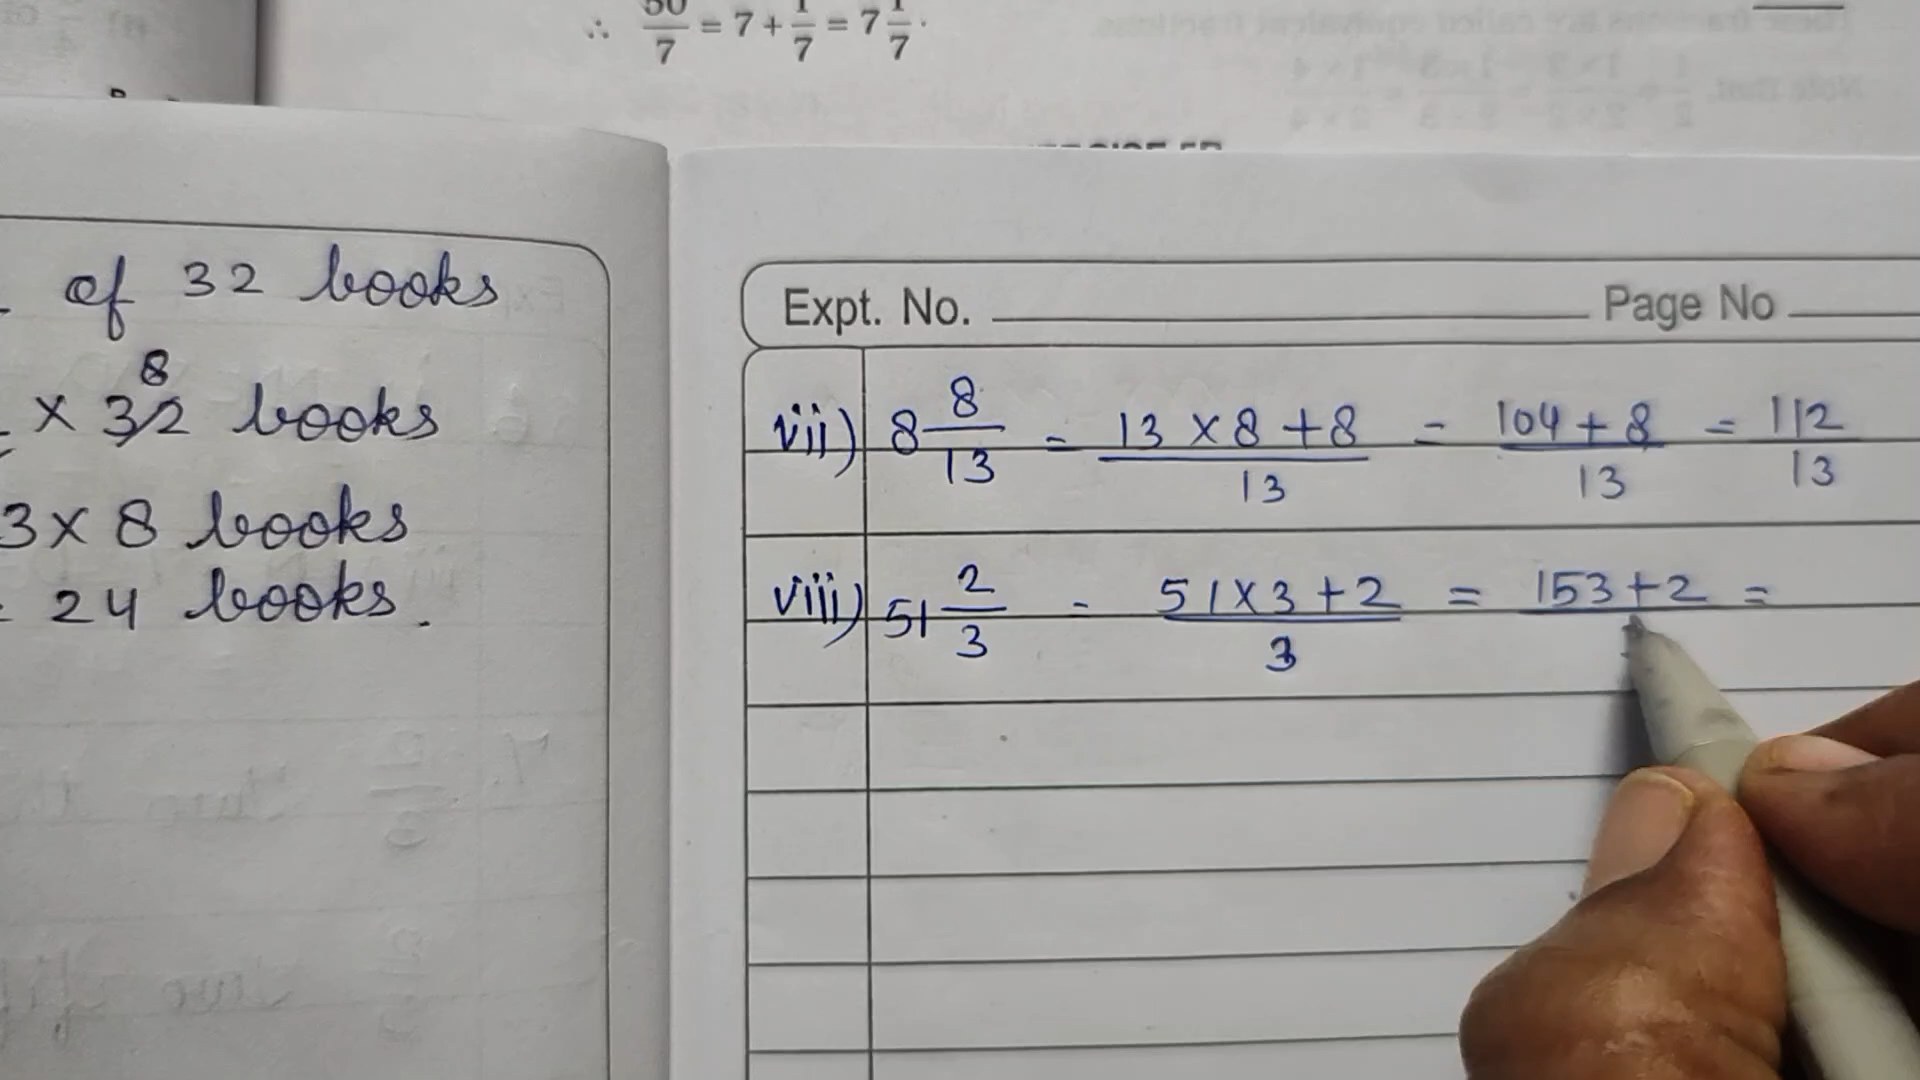 ∴ 50/7 = 7 + 1/7 = 7 1/7.
of 32 books
8
× 32 books
3 × 8 books
24 books.
Expt. No. Page No
vii) 8 8/13 = 13 × 8 + 8/13 = 104 + 8/13 = 112/13
viii) 51 2/3 = 51 × 3 + 2/3 = 153 + 2 =